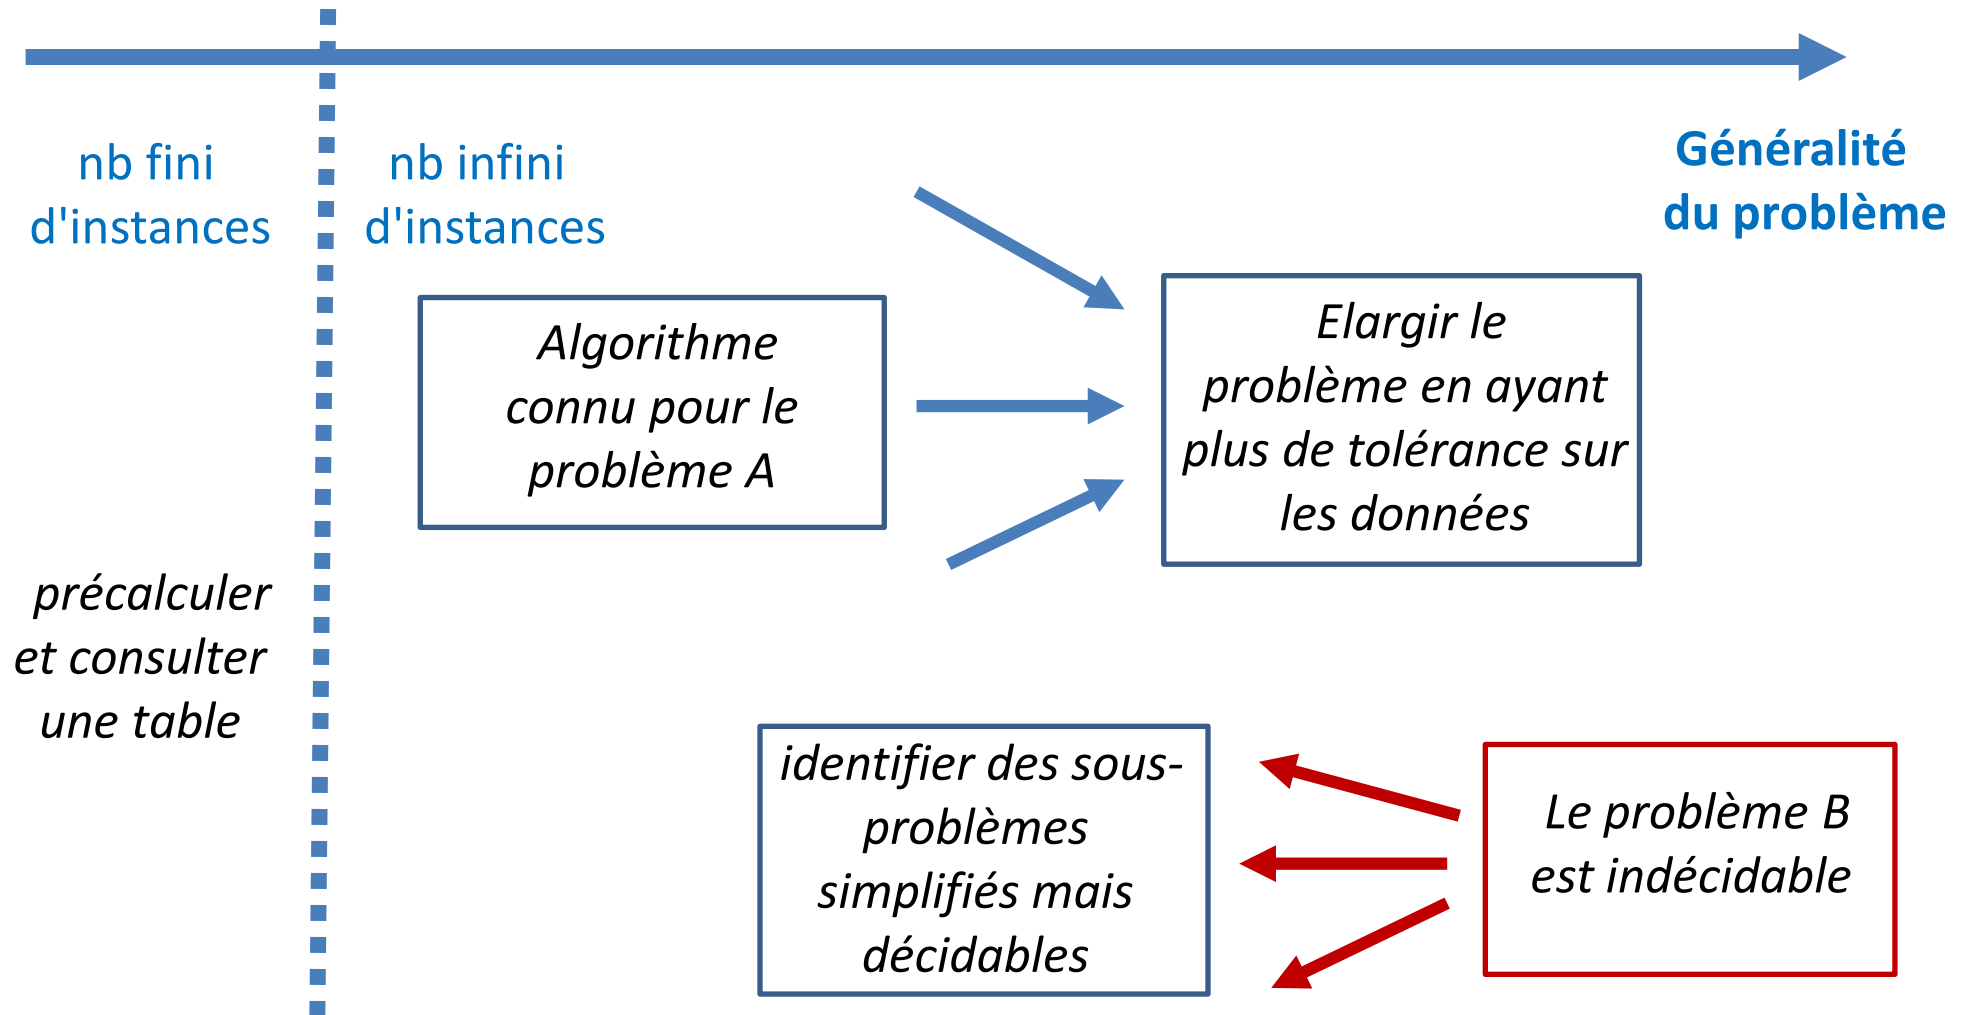 nb fini
d'instances
nb infini
d'instances
Généralité
du problème
Algorithme
connu pour le
problème A
Elargir le
problème en ayant
plus de tolérance sur
les données
précalculer
et consulter
une table
identifier des sous-
problèmes
simplifiés mais
décidables
Le problème B
est indécidable